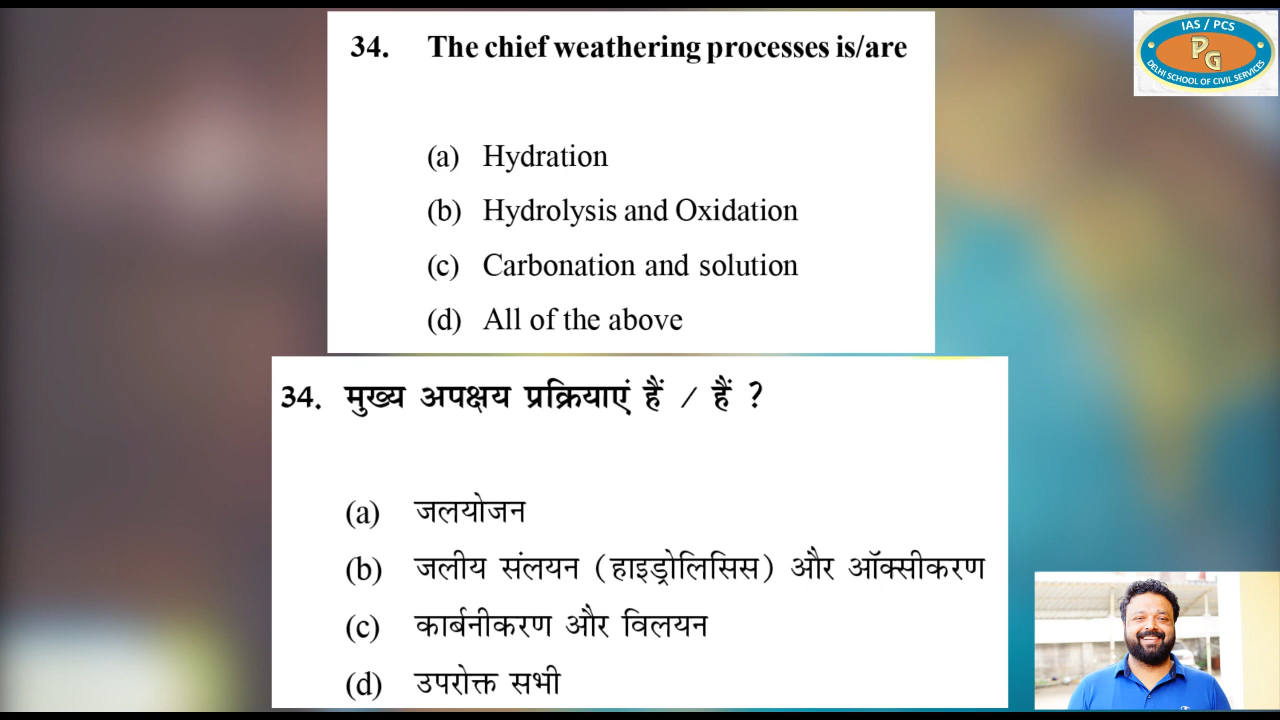 34. The chief weathering processes is/are
(a) Hydration
(b) Hydrolysis and Oxidation
(c) Carbonation and solution
(d) All of the above
34. मुख्य अपक्षय प्रक्रियाएं हैं / हैं ?
(a) जलयोजन
(b) जलीय संलयन (हाइड्रोलिसिस) और ऑक्सीकरण
(c) कार्बनीकरण और विलयन
(d) उपरोक्त सभी
IAS / PCS
PG
DELHI SCHOOL OF CIVIL SERVICES